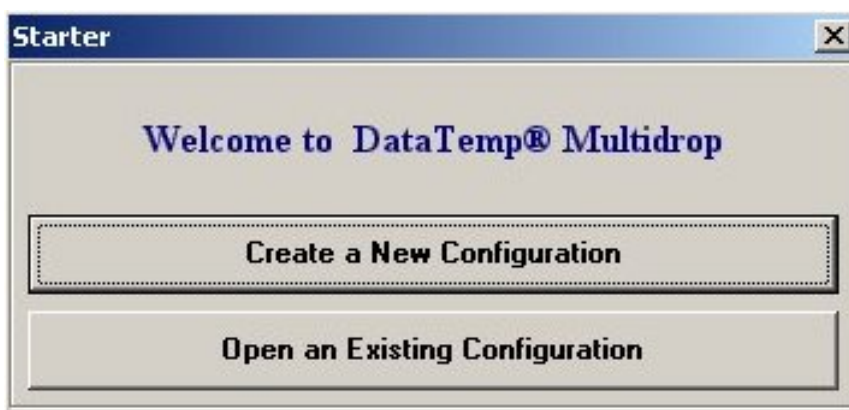 Starter
Welcome to DataTemp® Multidrop
Create a New Configuration
Open an Existing Configuration